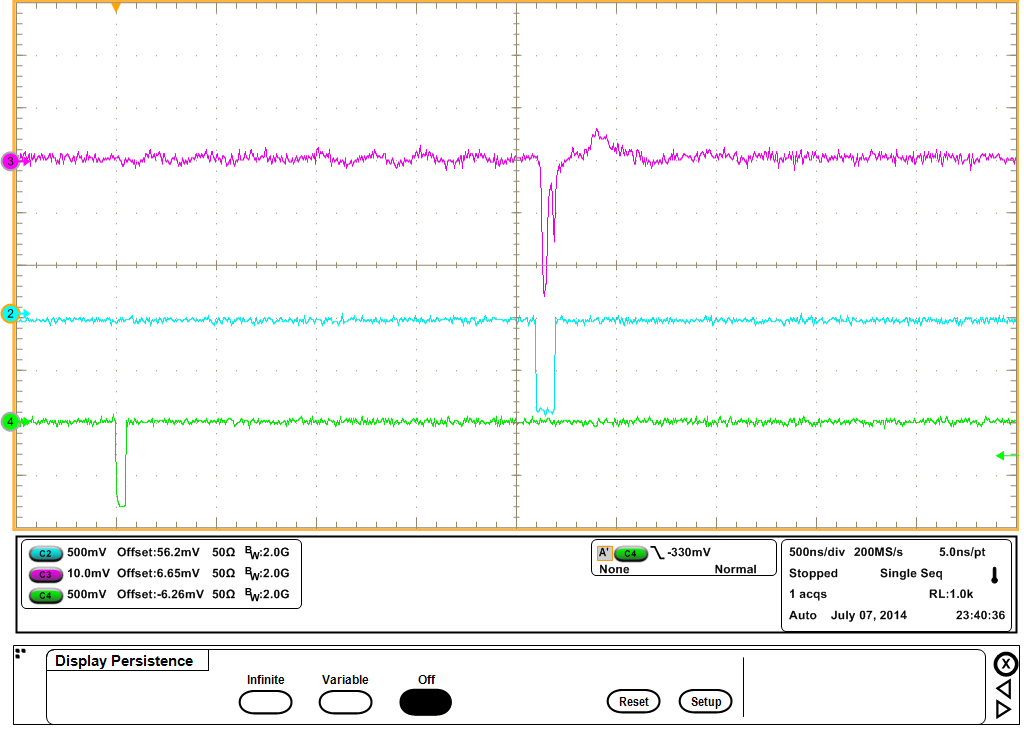 3
2
4
C2 500mV Offset:56.2mV 50Ω BW:2.0G
C3 10.0mV Offset:6.65mV 50Ω BW:2.0G
C4 500mV Offset:-6.26mV 50Ω BW:2.0G
A' C4 -330mV
None Normal
500ns/div 200MS/s 5.0ns/pt
Stopped Single Seq
1 acqs RL:1.0k
Auto July 07, 2014 23:40:36
Display Persistence
Infinite Variable Off
Reset Setup
X